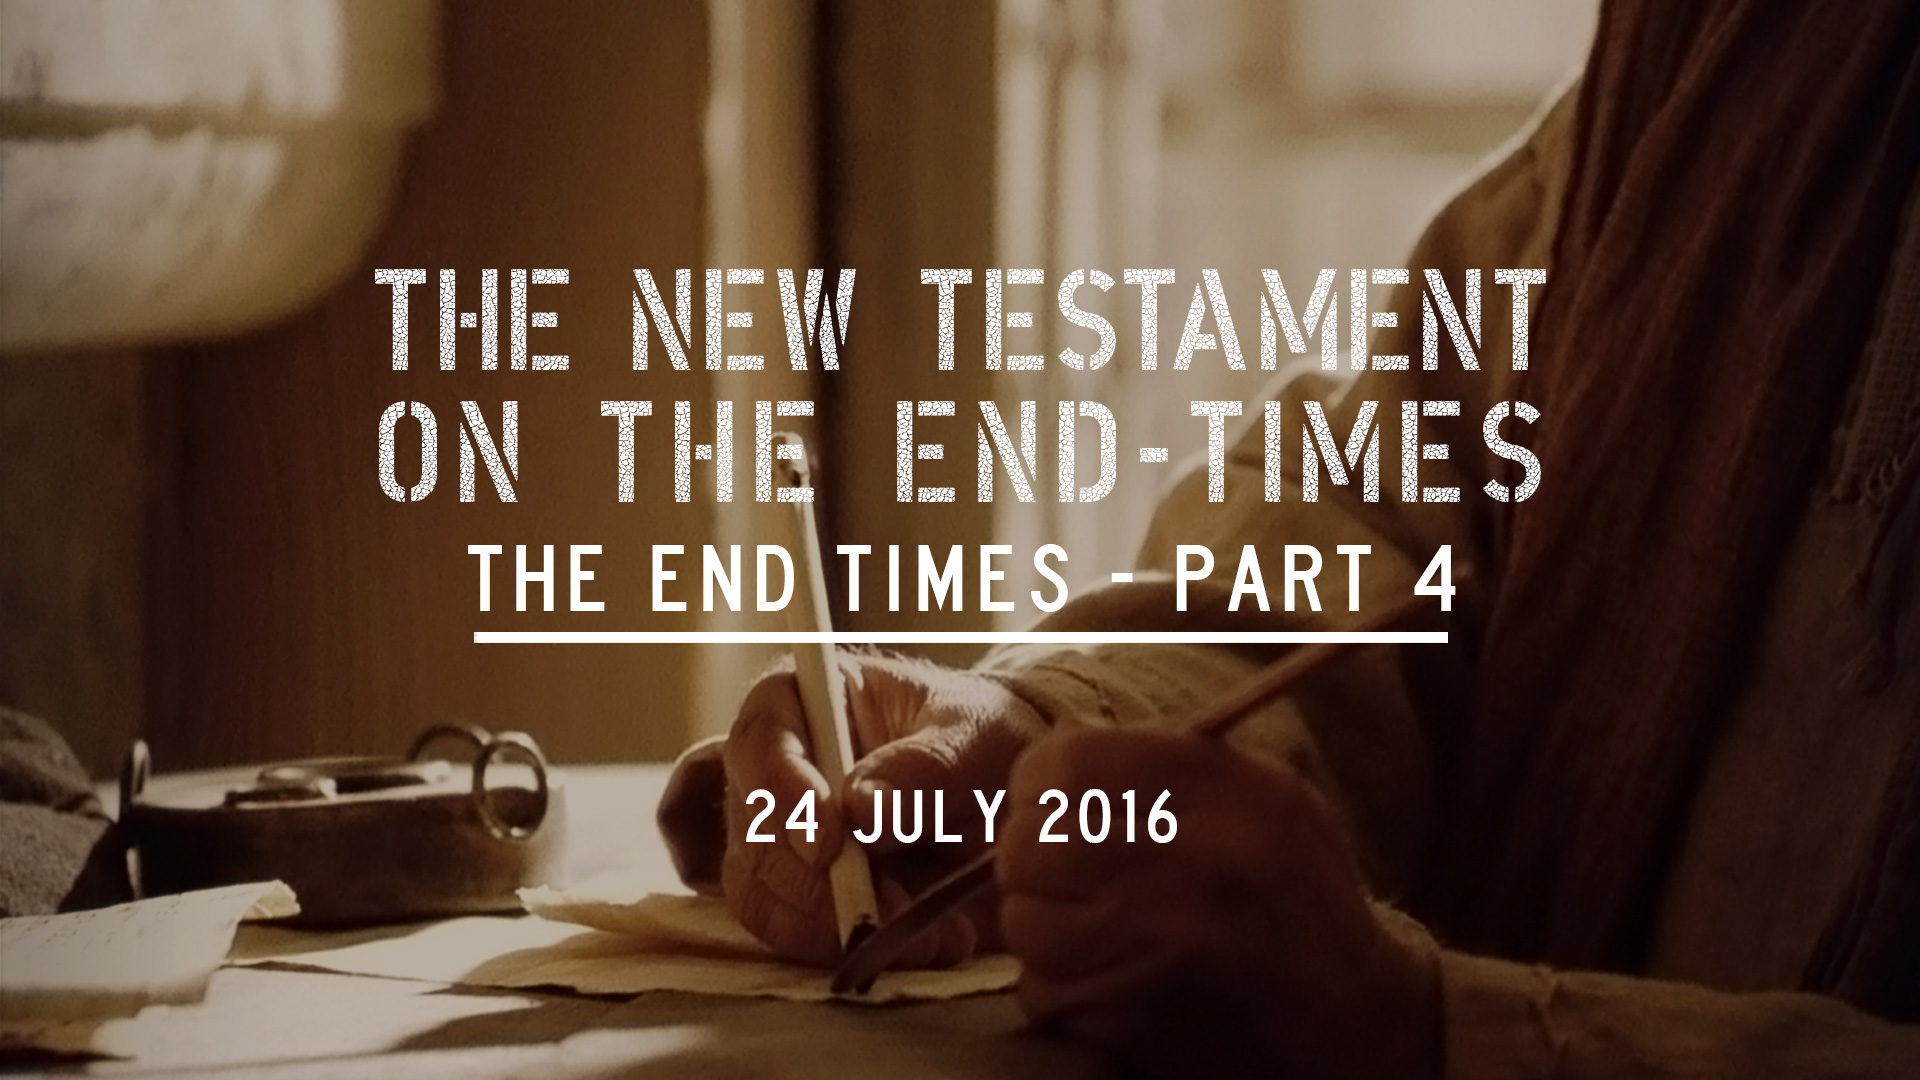 THE NEW TESTAMENT
ON THE END-TIMES
THE END TIMES - PART 4
24 JULY 2016